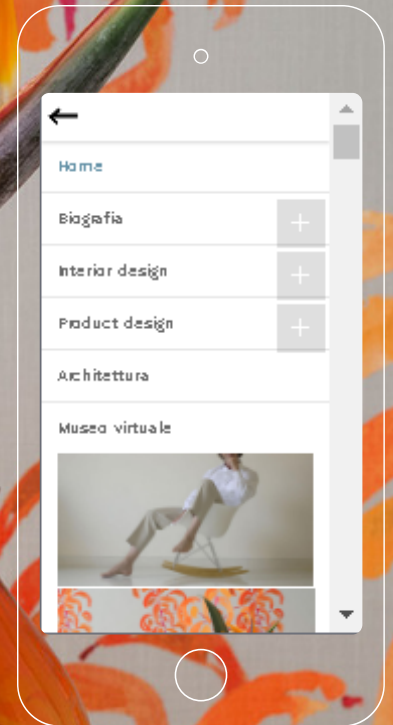 Home
Biografia
Interior design
Product design
Architettura
Museo virtuale